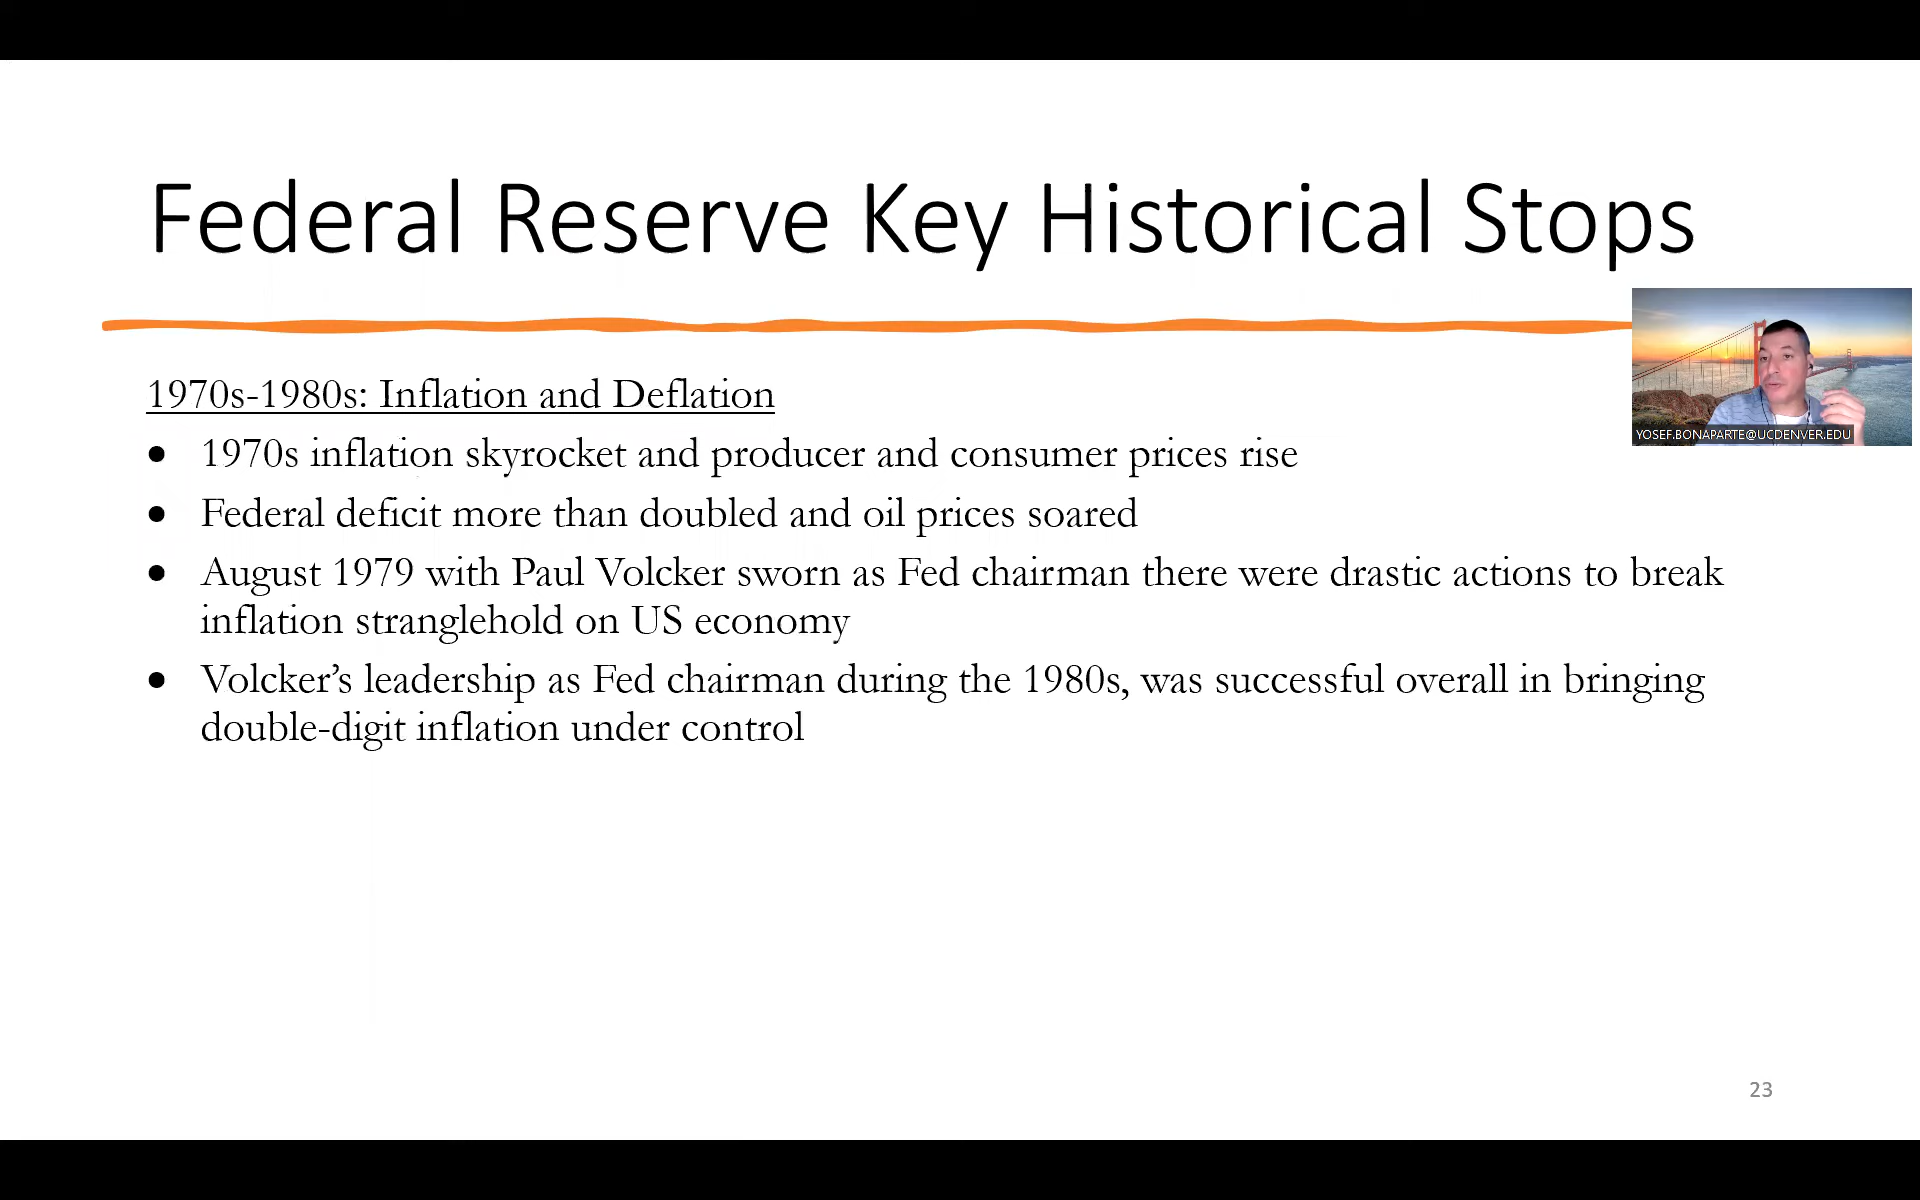 Federal Reserve Key Historical Stops
YOSEF.BONAPARTE@UCDENVER.EDU
1970s-1980s: Inflation and Deflation
● 1970s inflation skyrocket and producer and consumer prices rise
● Federal deficit more than doubled and oil prices soared
● August 1979 with Paul Volcker sworn as Fed chairman there were drastic actions to break
inflation stranglehold on US economy
● Volcker’s leadership as Fed chairman during the 1980s, was successful overall in bringing
double-digit inflation under control
23